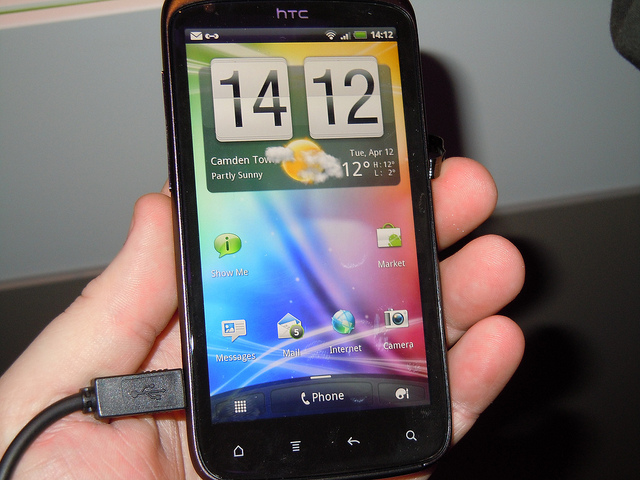 hTC
14:12
14 12
Camden Tow
Partly Sunny
Tue, Apr 12
12° H: 12°
L: 2°
Show Me
Market
5
Messages
Mail
Internet
Camera
Phone